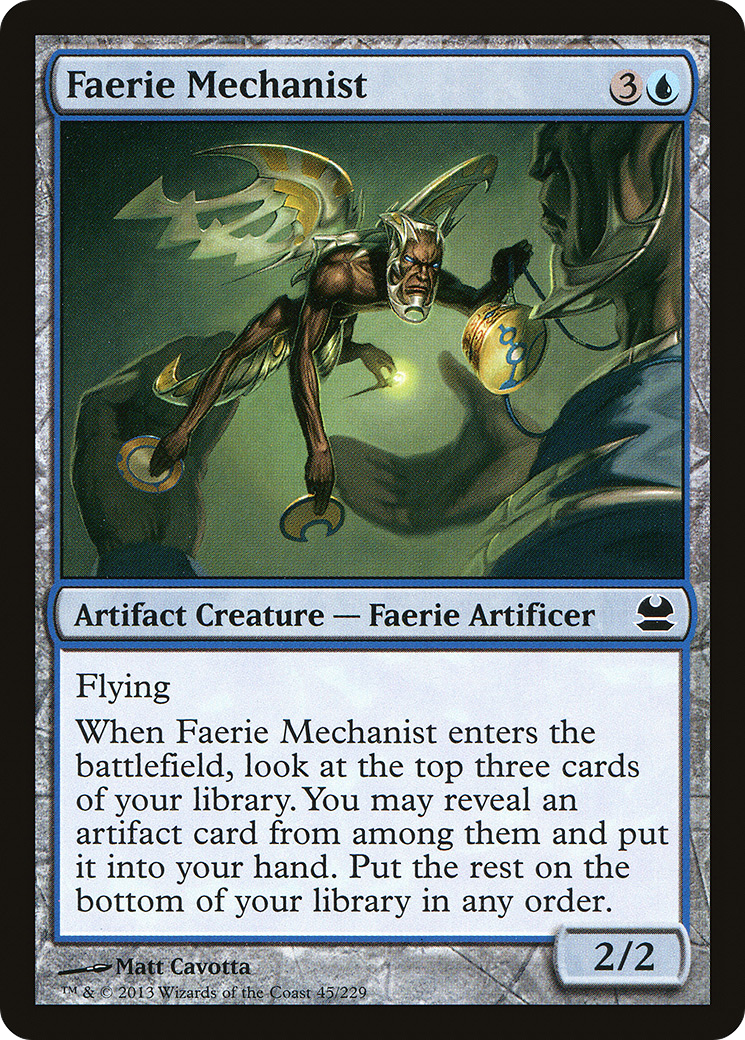 Faerie Mechanist 3
Artifact Creature — Faerie Artificer
Flying
When Faerie Mechanist enters the
battlefield, look at the top three cards
of your library. You may reveal an
artifact card from among them and put
it into your hand. Put the rest on the
bottom of your library in any order.
2/2
Matt Cavotta
™ & © 2013 Wizards of the Coast 45/229